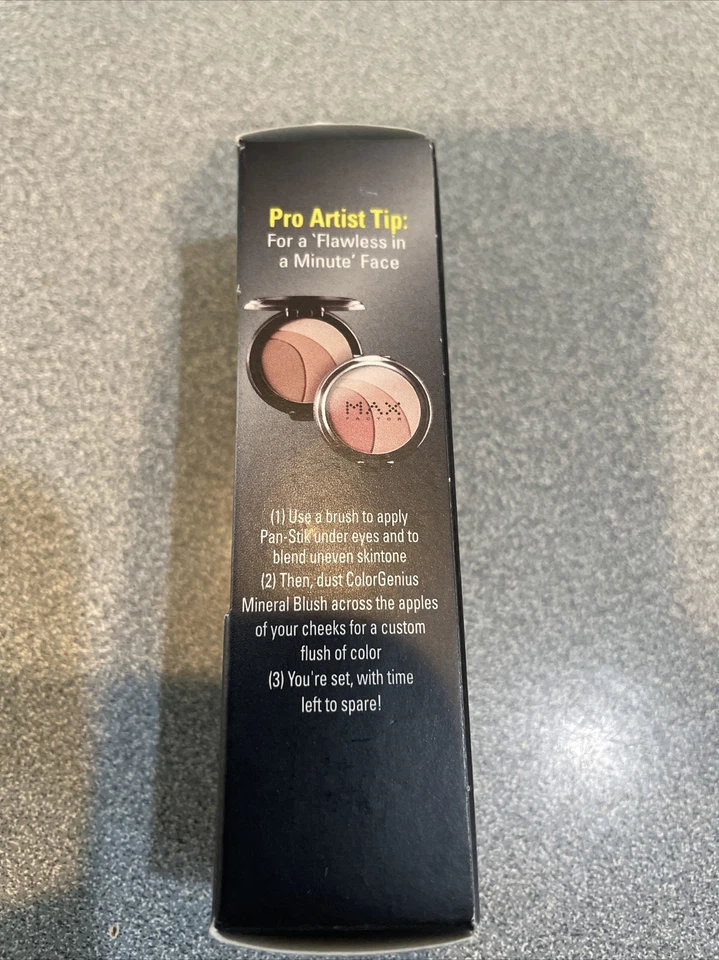 Pro Artist Tip:
For a 'Flawless in
a Minute' Face
MAX
FACTOR
(1) Use a brush to apply
Pan-Stik under eyes and to
blend uneven skintone
(2) Then, dust ColorGenius
Mineral Blush across the apples
of your cheeks for a custom
flush of color
(3) You're set, with time
left to spare!